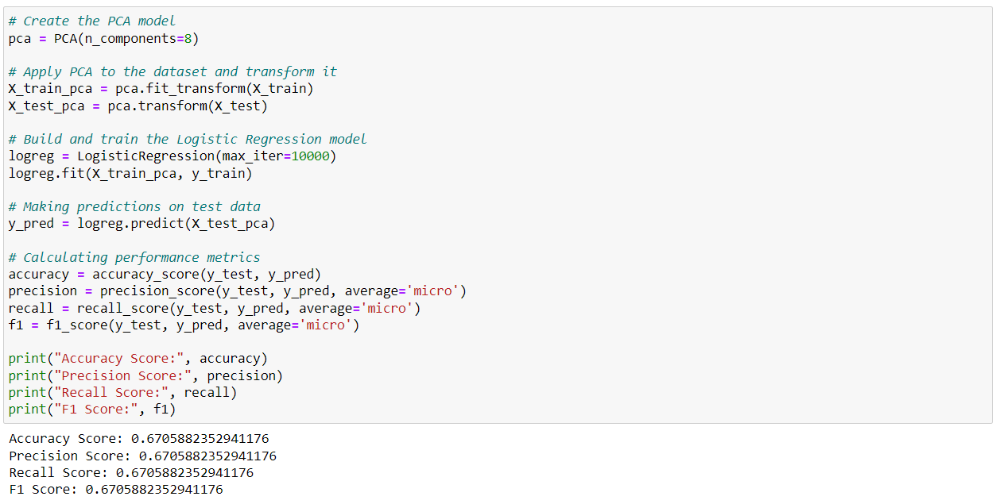 # Create the PCA model
pca = PCA(n_components=8)
# Apply PCA to the dataset and transform it
X_train_pca = pca.fit_transform(X_train)
X_test_pca = pca.transform(X_test)
# Build and train the Logistic Regression model
logreg = LogisticRegression(max_iter=10000)
logreg.fit(X_train_pca, y_train)
# Making predictions on test data
y_pred = logreg.predict(X_test_pca)
# Calculating performance metrics
accuracy = accuracy_score(y_test, y_pred)
precision = precision_score(y_test, y_pred, average='micro')
recall = recall_score(y_test, y_pred, average='micro')
f1 = f1_score(y_test, y_pred, average='micro')
print("Accuracy Score:", accuracy)
print("Precision Score:", precision)
print("Recall Score:", recall)
print("F1 Score:", f1)
Accuracy Score: 0.6705882352941176
Precision Score: 0.6705882352941176
Recall Score: 0.6705882352941176
F1 Score: 0.6705882352941176